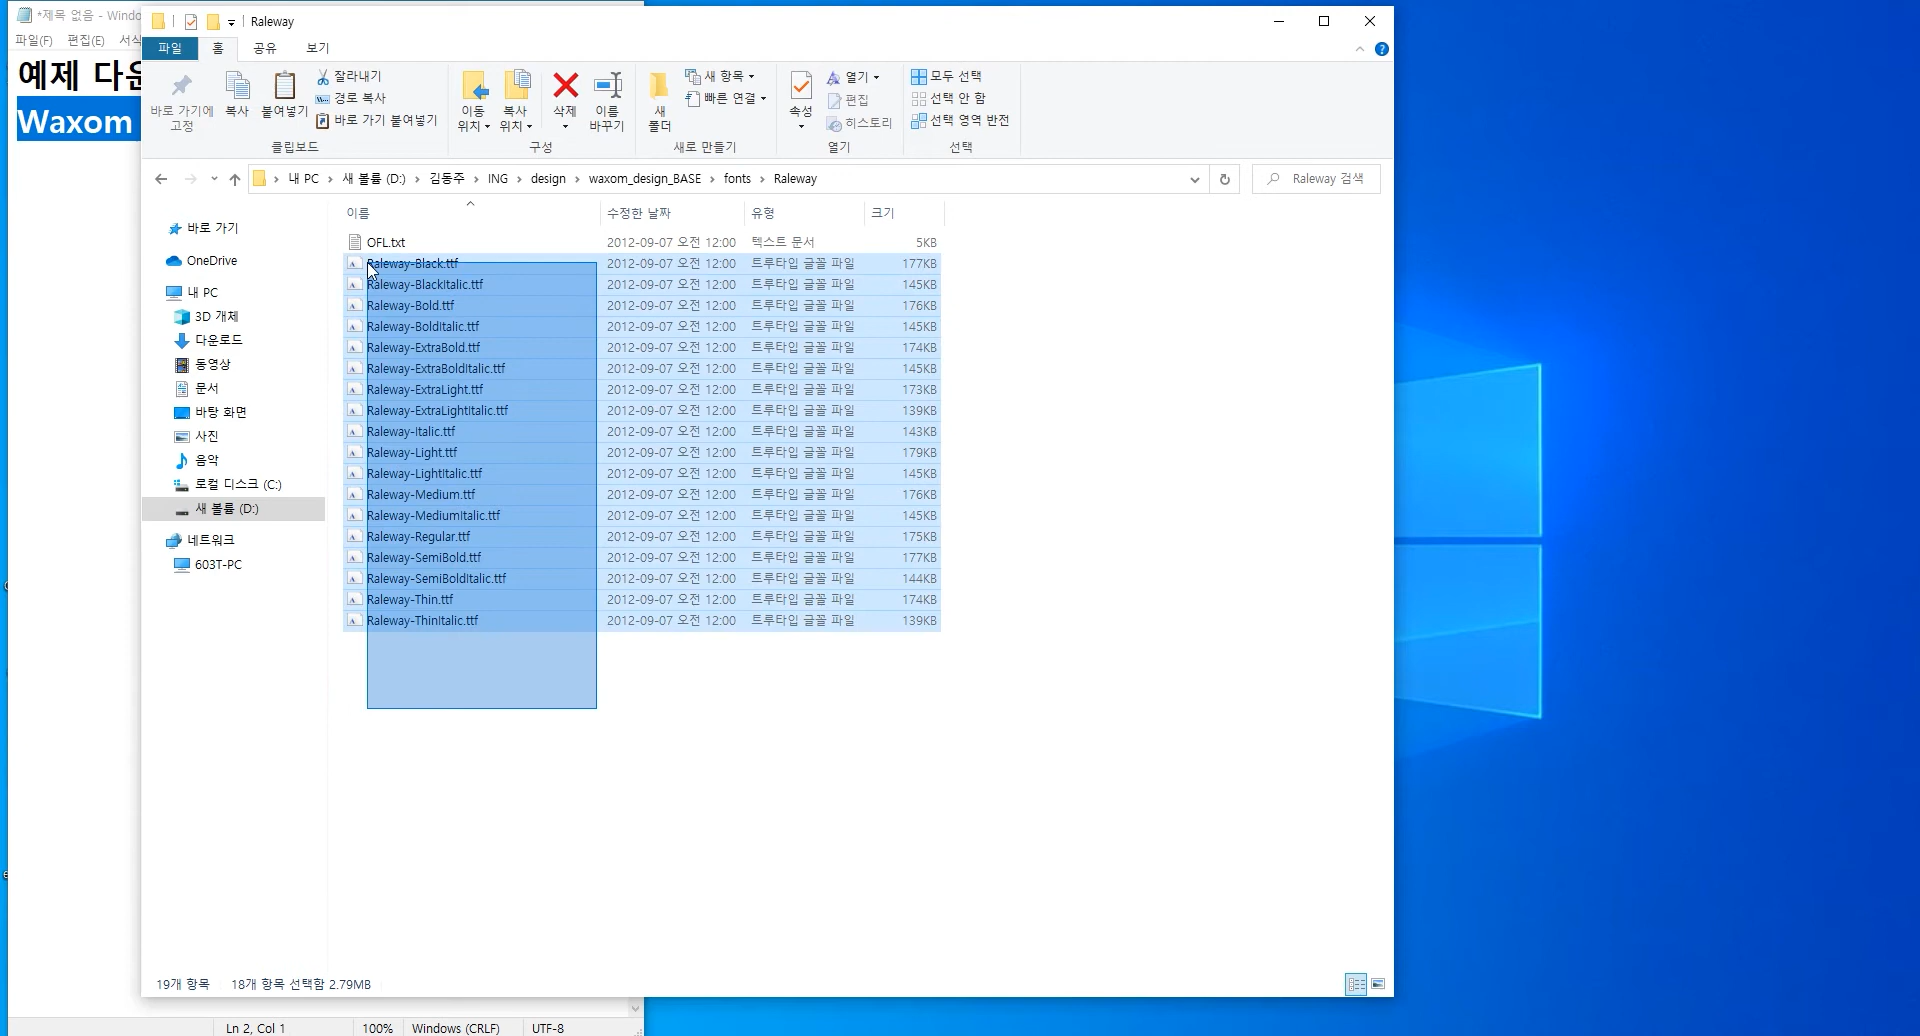 *제목 없음 - Windo
파일(F) 편집(E) 서식
예제 다운
Waxom
Raleway
파일 홈 공유 보기
바로 가기에 고정
복사
붙여넣기
잘라내기
경로 복사
바로 가기 붙여넣기
클립보드
이동 위치
복사 위치
삭제
이름 바꾸기
구성
새 폴더
새 항목
빠른 연결
새로 만들기
속성
열기
편집
히스토리
열기
모두 선택
선택 안 함
선택 영역 반전
선택
내 PC > 새 볼륨 (D:) > 김동주 > ING > design > waxom_design_BASE > fonts > Raleway
Raleway 검색
바로 가기
OneDrive
내 PC
3D 개체
다운로드
동영상
문서
바탕 화면
사진
음악
로컬 디스크 (C:)
새 볼륨 (D:)
네트워크
603T-PC
이름 수정한 날짜 유형 크기
OFL.txt 2012-09-07 오전 12:00 텍스트 문서 5KB
Raleway-Black.ttf 2012-09-07 오전 12:00 트루타입 글꼴 파일 177KB
Raleway-BlackItalic.ttf 2012-09-07 오전 12:00 트루타입 글꼴 파일 145KB
Raleway-Bold.ttf 2012-09-07 오전 12:00 트루타입 글꼴 파일 176KB
Raleway-BoldItalic.ttf 2012-09-07 오전 12:00 트루타입 글꼴 파일 145KB
Raleway-ExtraBold.ttf 2012-09-07 오전 12:00 트루타입 글꼴 파일 174KB
Raleway-ExtraBoldItalic.ttf 2012-09-07 오전 12:00 트루타입 글꼴 파일 145KB
Raleway-ExtraLight.ttf 2012-09-07 오전 12:00 트루타입 글꼴 파일 173KB
Raleway-ExtraLightItalic.ttf 2012-09-07 오전 12:00 트루타입 글꼴 파일 139KB
Raleway-Italic.ttf 2012-09-07 오전 12:00 트루타입 글꼴 파일 143KB
Raleway-Light.ttf 2012-09-07 오전 12:00 트루타입 글꼴 파일 179KB
Raleway-LightItalic.ttf 2012-09-07 오전 12:00 트루타입 글꼴 파일 145KB
Raleway-Medium.ttf 2012-09-07 오전 12:00 트루타입 글꼴 파일 176KB
Raleway-MediumItalic.ttf 2012-09-07 오전 12:00 트루타입 글꼴 파일 145KB
Raleway-Regular.ttf 2012-09-07 오전 12:00 트루타입 글꼴 파일 175KB
Raleway-SemiBold.ttf 2012-09-07 오전 12:00 트루타입 글꼴 파일 177KB
Raleway-SemiBoldItalic.ttf 2012-09-07 오전 12:00 트루타입 글꼴 파일 144KB
Raleway-Thin.ttf 2012-09-07 오전 12:00 트루타입 글꼴 파일 174KB
Raleway-ThinItalic.ttf 2012-09-07 오전 12:00 트루타입 글꼴 파일 139KB
19개 항목 18개 항목 선택함 2.79MB
Ln 2, Col 1 100% Windows (CRLF) UTF-8